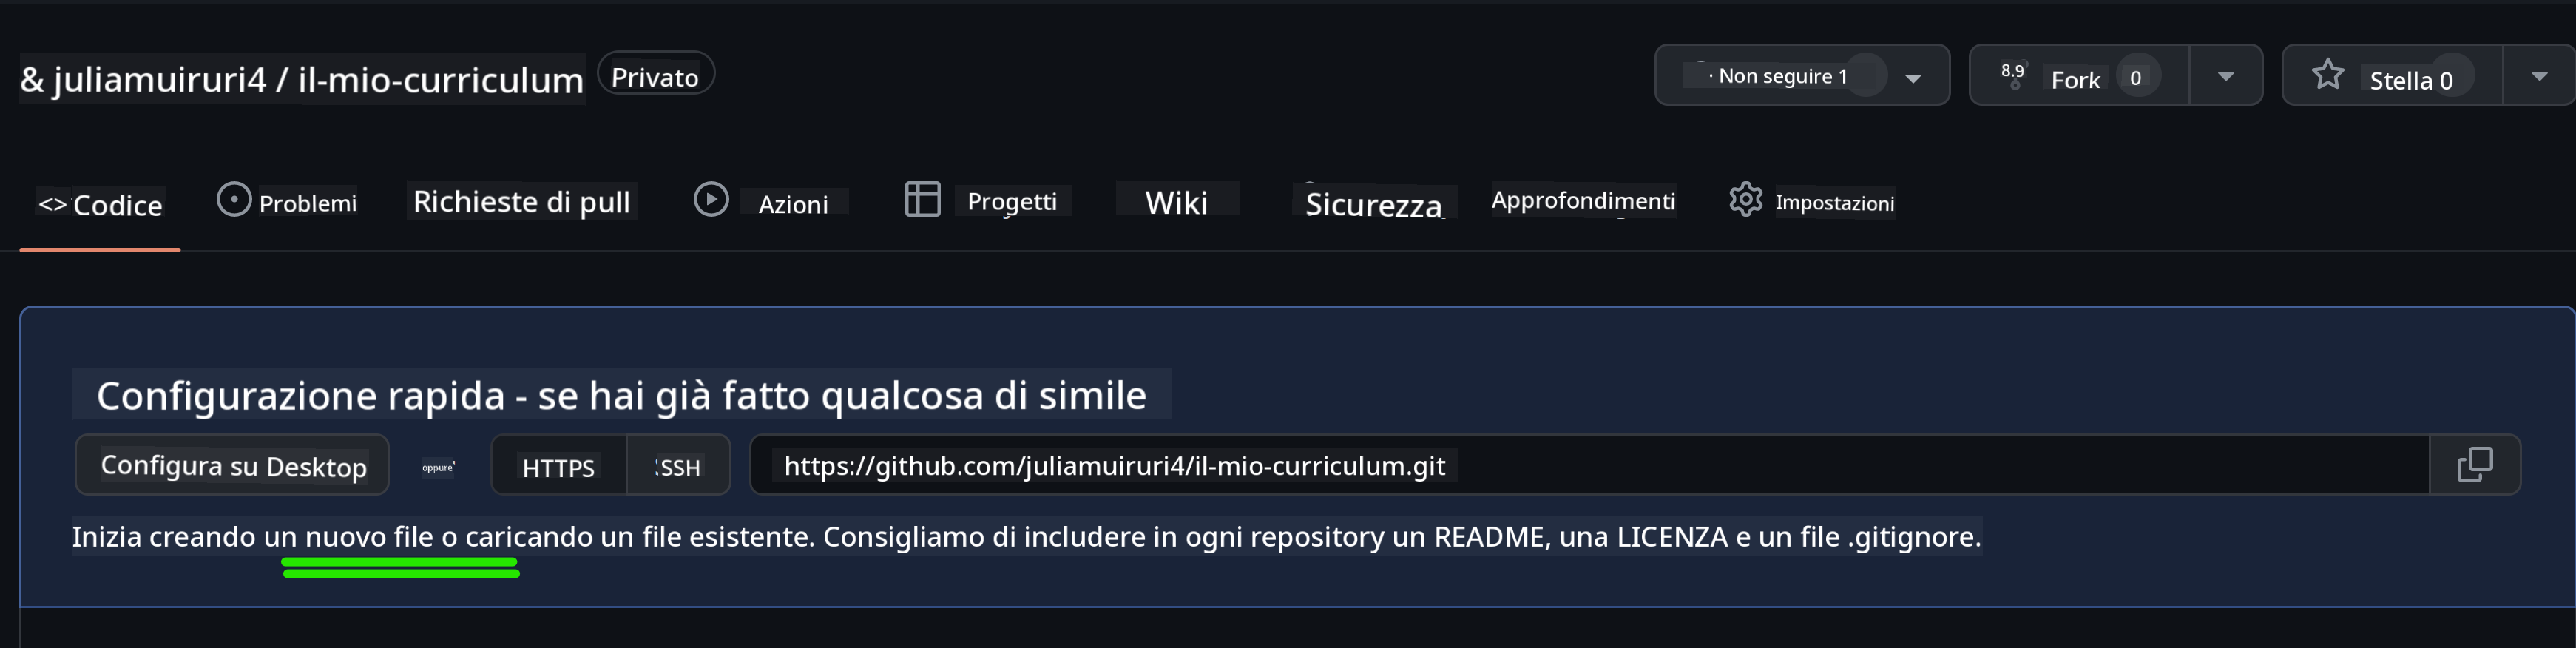 & juliamuiruri4 / il-mio-curriculum Privato
· Non seguire 1
8.9 Fork 0
Stella 0
<> Codice Problemi Richieste di pull Azioni Progetti Wiki Sicurezza Approfondimenti Impostazioni
Configurazione rapida - se hai già fatto qualcosa di simile
Configura su Desktop oppure HTTPS SSH https://github.com/juliamuiruri4/il-mio-curriculum.git
Inizia creando un nuovo file o caricando un file esistente. Consigliamo di includere in ogni repository un README, una LICENZA e un file .gitignore.